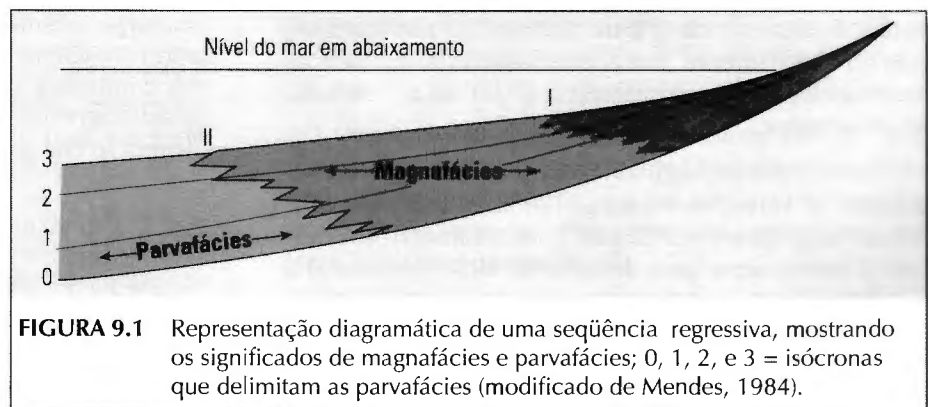 Nível do mar em abaixamento
I
II
3
Magnafácies
2
1
Parvafácies
0
FIGURA 9.1 Representação diagramática de uma seqüência regressiva, mostrando
os significados de magnafácies e parvafácies; 0, 1, 2, e 3 = isócronas
que delimitam as parvafácies (modificado de Mendes, 1984).